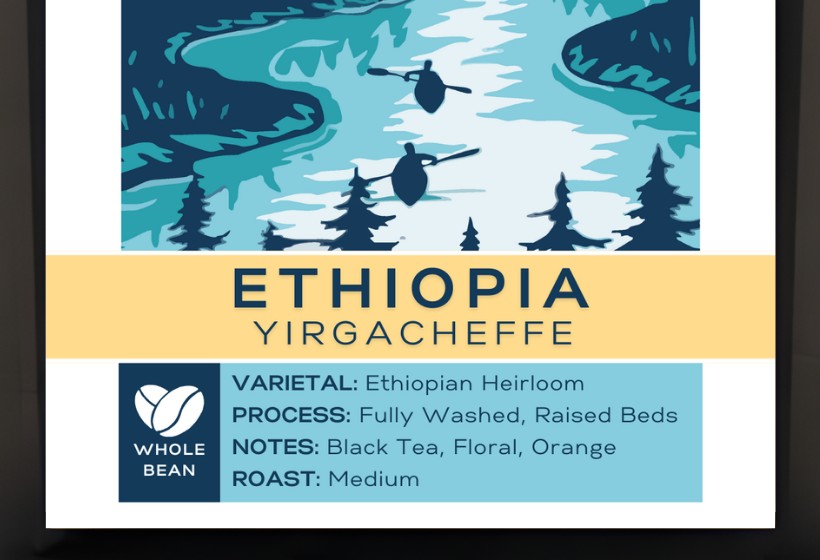 ETHIOPIA
YIRGACHEFFE
WHOLE
BEAN
VARIETAL: Ethiopian Heirloom
PROCESS: Fully Washed, Raised Beds
NOTES: Black Tea, Floral, Orange
ROAST: Medium